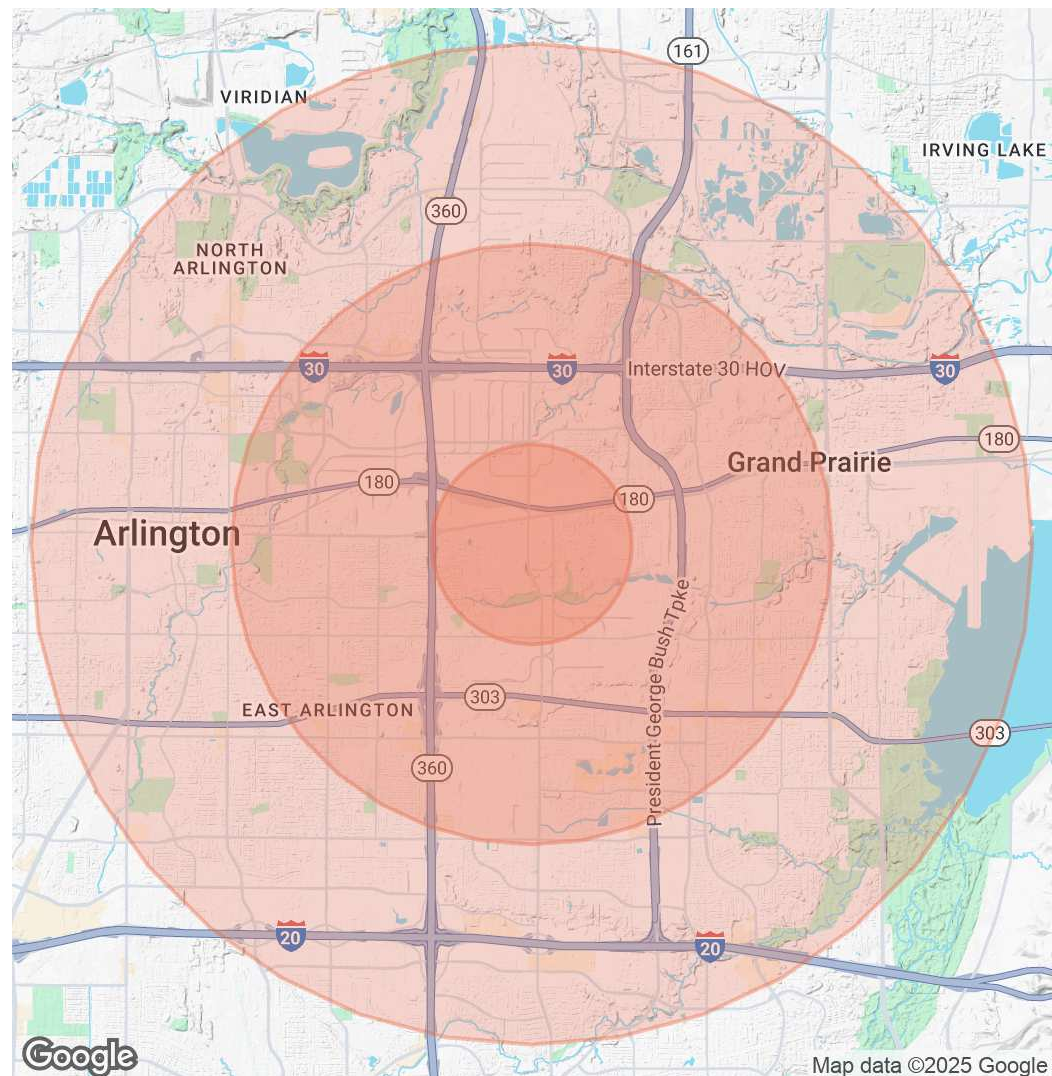 161
VIRIDIAN
IRVING LAKE
360
NORTH
ARLINGTON
30
30
Interstate 30 HOV
30
180
Grand Prairie
180
180
Arlington
President George Bush Tpke
EAST ARLINGTON
303
303
360
20
20
Google
Map data ©2025 Google